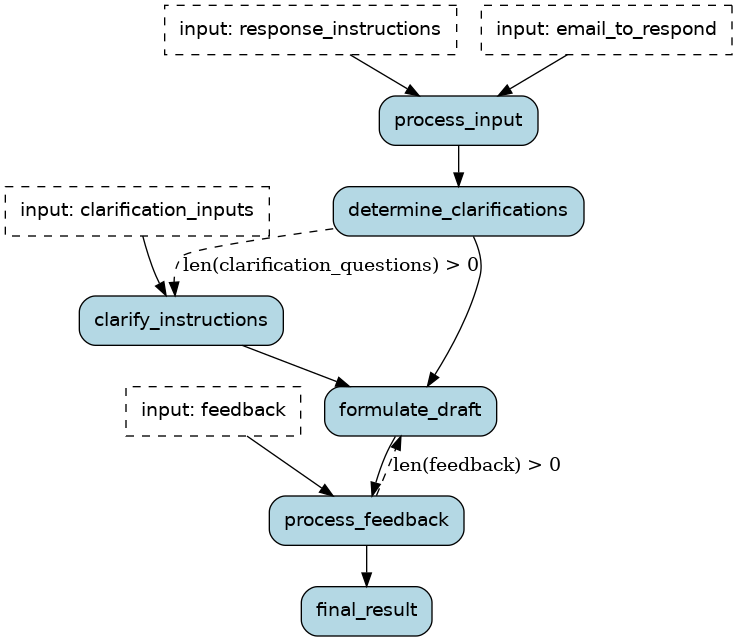 input: response_instructions
input: email_to_respond
process_input
input: clarification_inputs
determine_clarifications
len(clarification_questions) > 0
clarify_instructions
input: feedback
formulate_draft
len(feedback) > 0
process_feedback
final_result